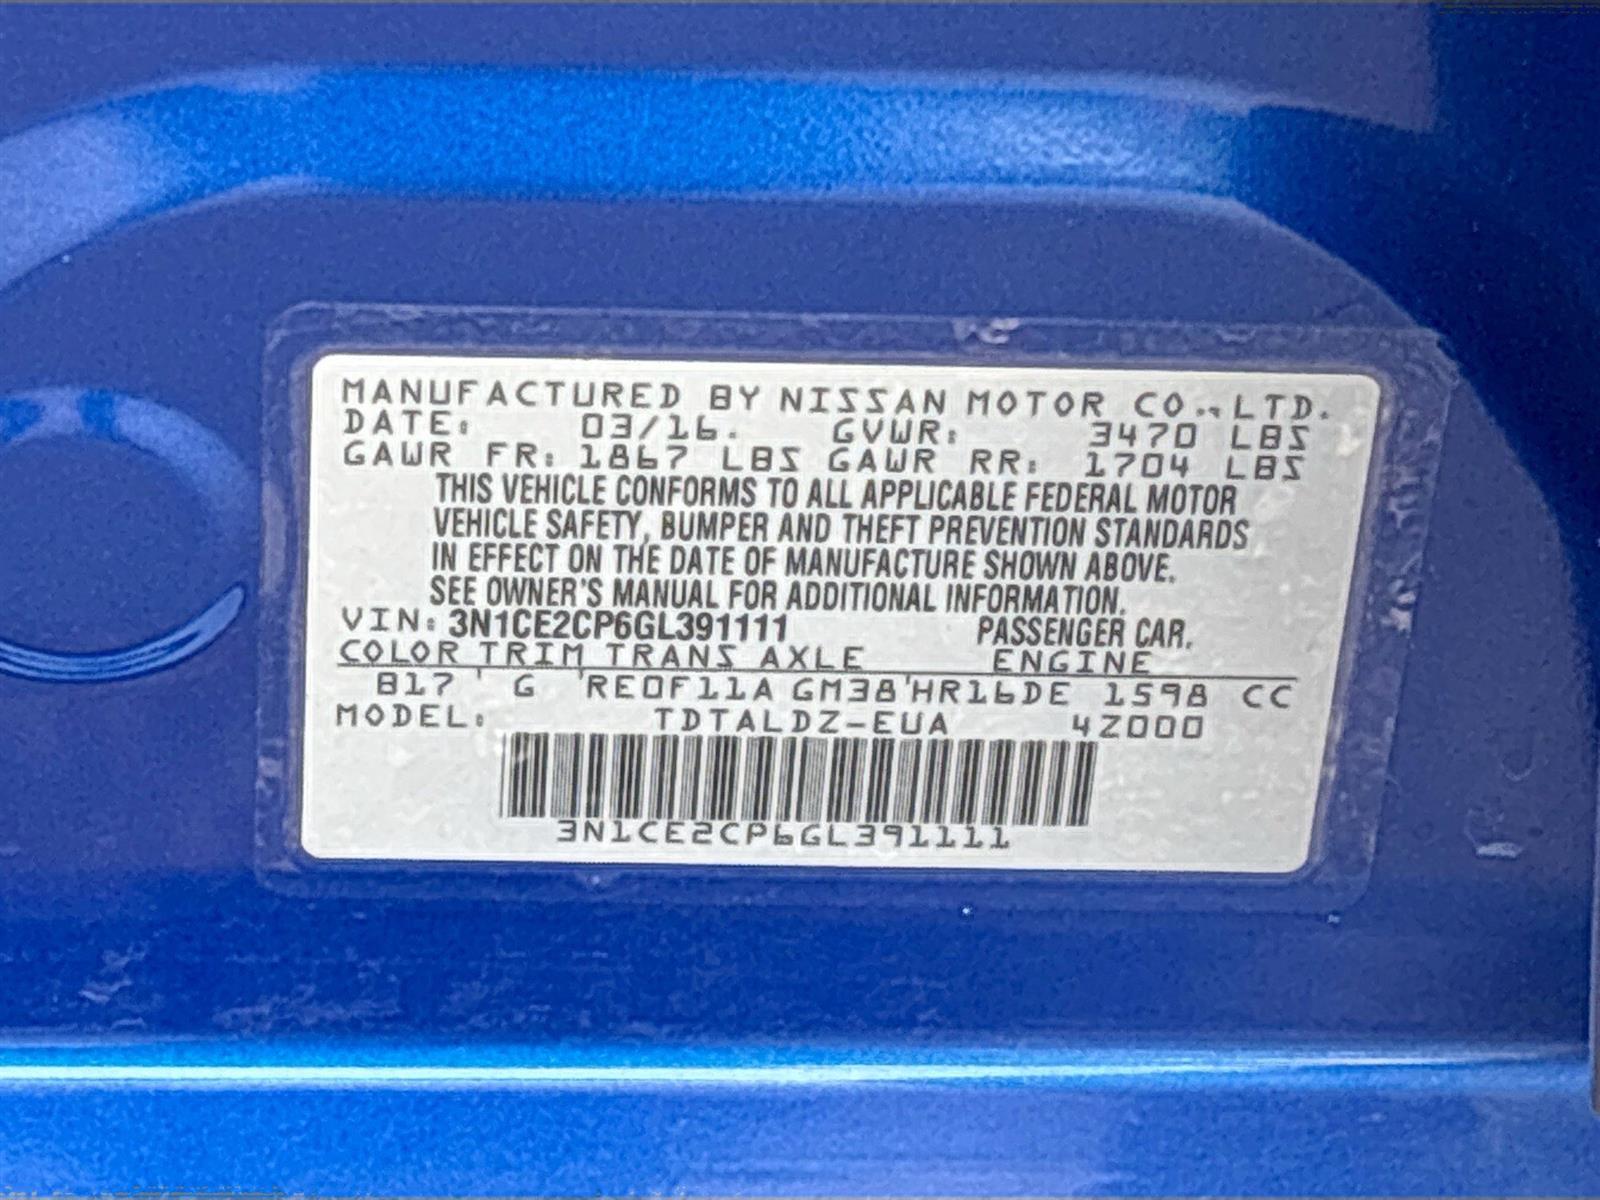 MANUFACTURED BY NISSAN MOTOR CO.,LTD.
DATE: 03/16. GVWR: 3470 LBS
GAWR FR: 1867 LBS GAWR RR: 1704 LBS
THIS VEHICLE CONFORMS TO ALL APPLICABLE FEDERAL MOTOR
VEHICLE SAFETY, BUMPER AND THEFT PREVENTION STANDARDS
IN EFFECT ON THE DATE OF MANUFACTURE SHOWN ABOVE.
SEE OWNER'S MANUAL FOR ADDITIONAL INFORMATION.
VIN: 3N1CE2CP6GL391111 PASSENGER CAR.
COLOR TRIM TRANS AXLE ENGINE
B17 ' G 'RE0F11A GM38'HR16DE 1598 CC
MODEL: TDTALDZ-EUA 4Z000
3N1CE2CP6GL391111